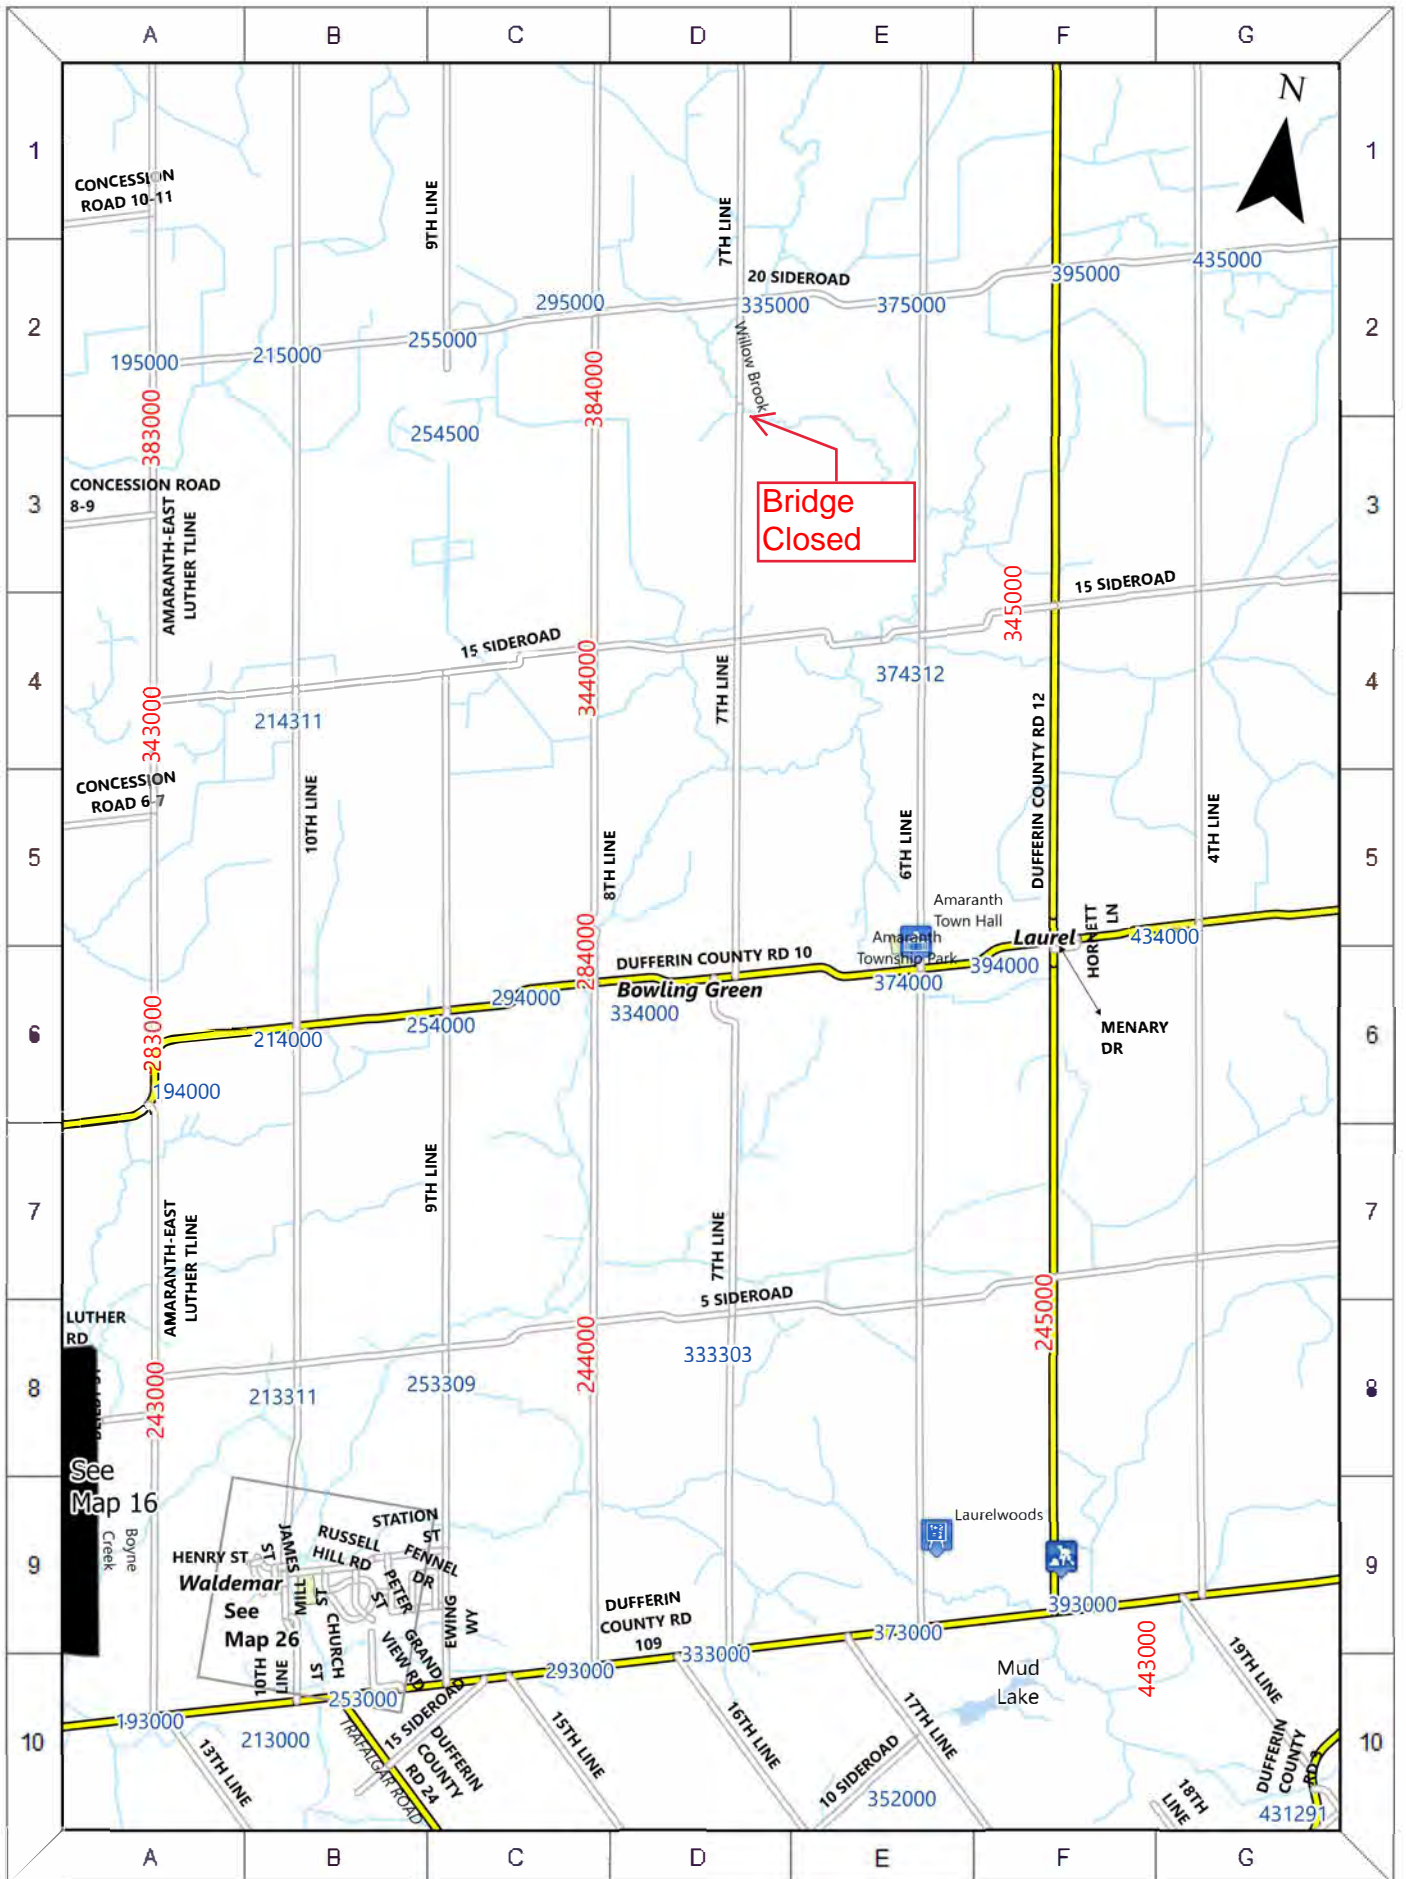 A B C D E F G
N
1 1
CONCESSION
ROAD 10-11
9TH LINE
7TH LINE
20 SIDEROAD
435000
395000
295000
335000
375000
2 2
255000
215000
195000
Willow Brook
384000
383000
254500
CONCESSION ROAD
8-9
Bridge
Closed
3 3
AMARANTH-EAST
LUTHER TLINE
345000
15 SIDEROAD
15 SIDEROAD
344000
374312
4 4
7TH LINE
343000
214311
DUFFERIN COUNTY RD 12
CONCESSION
ROAD 6-7
10TH LINE
8TH LINE
6TH LINE
4TH LINE
5 5
Amaranth
Town Hall
HORNETT
LN
Laurel
434000
Amaranth
Township Park
284000
DUFFERIN COUNTY RD 10
394000
374000
Bowling Green
294000
334000
283000
254000
214000
6 6
MENARY
DR
194000
9TH LINE
7 7
AMARANTH-EAST
LUTHER TLINE
7TH LINE
5 SIDEROAD
245000
LUTHER
RD
244000
333303
8 8
243000
213311
253309
See
Map 16
Boyne
Creek
Laurelwoods
STATION
ST
RUSSELL
HILL RD
JAMES
ST
FENNEL
DR
HENRY ST
9 9
Waldemar
MILL
ST
PETER
ST
See
Map 26
CHURCH
ST
EWING
WY
GRAND
VIEW RD
10TH
LINE
DUFFERIN
COUNTY RD
109
393000
373000
333000
293000
253000
443000
Mud
Lake
19TH LINE
193000
213000
10 10
13TH LINE
TRAFALGAR ROAD
15 SIDEROAD
DUFFERIN
COUNTY
RD 24
15TH LINE
16TH LINE
17TH LINE
10 SIDEROAD
352000
18TH
LINE
DUFFERIN
COUNTY
RD 3
431291
A B C D E F G